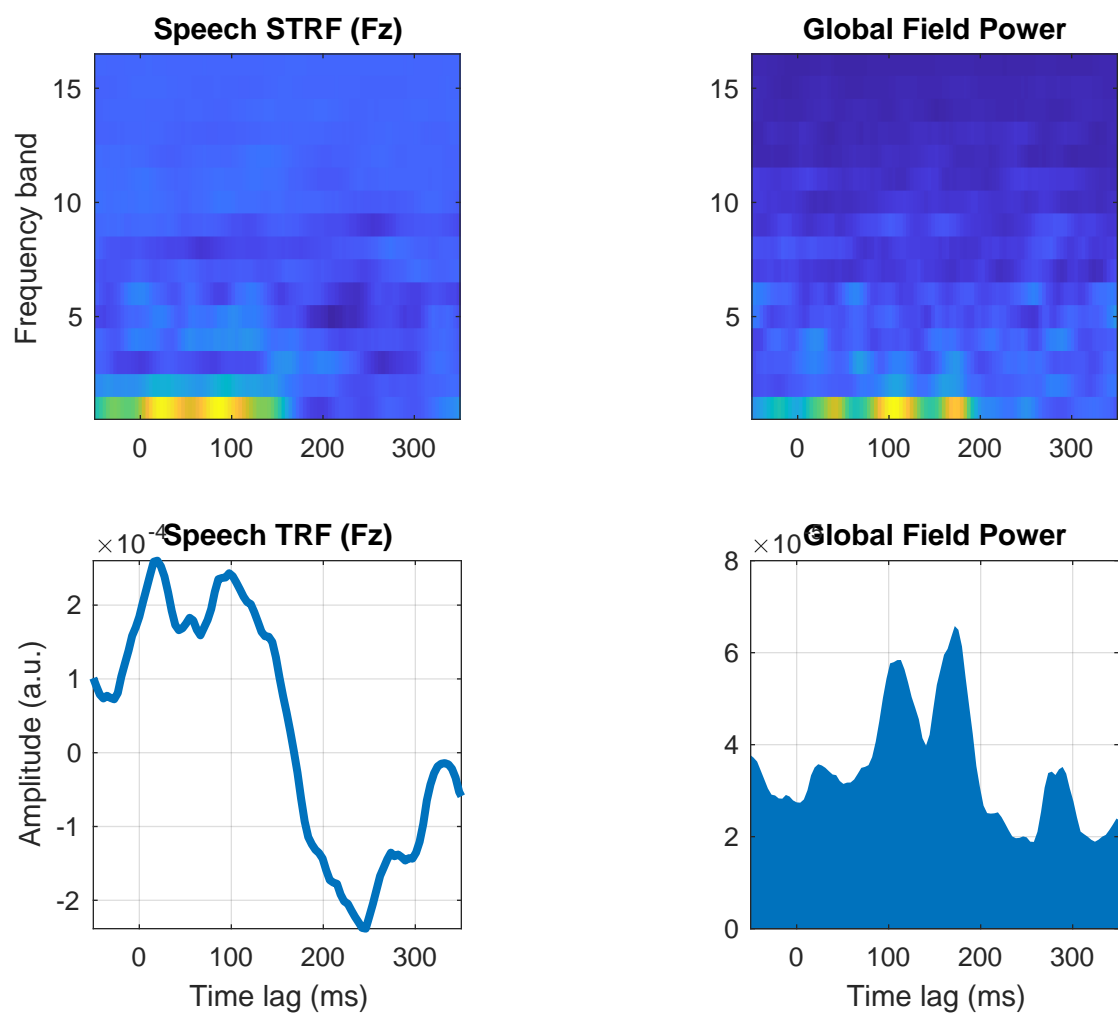 Speech STRF (Fz)
Global Field Power
Frequency band
15
10
5
0 100 200 300
15
10
5
0 100 200 300
×10^-4
Speech TRF (Fz)
Global Field Power
×10
Amplitude (a.u.)
2
1
0
-1
-2
0 100 200 300
Time lag (ms)
8
6
4
2
0
0 100 200 300
Time lag (ms)